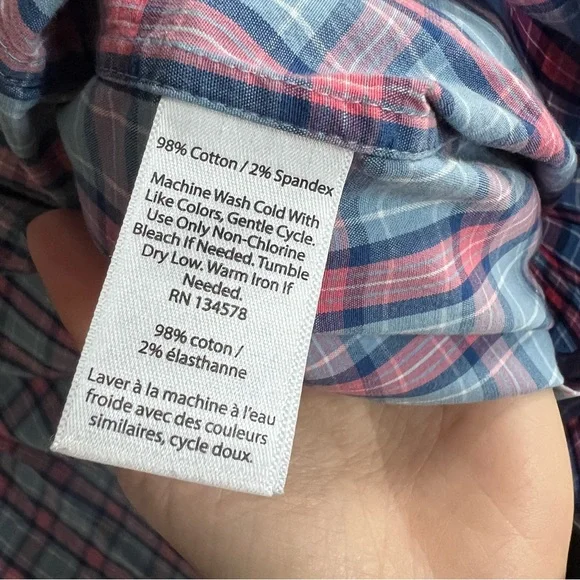 98% Cotton / 2% Spandex
Machine Wash Cold With
Like Colors, Gentle Cycle.
Use Only Non-Chlorine
Bleach If Needed. Tumble
Dry Low. Warm Iron If
Needed.
RN 134578
98% coton /
2% élasthanne
Laver à la machine à l'eau
froide avec des couleurs
similaires, cycle doux.